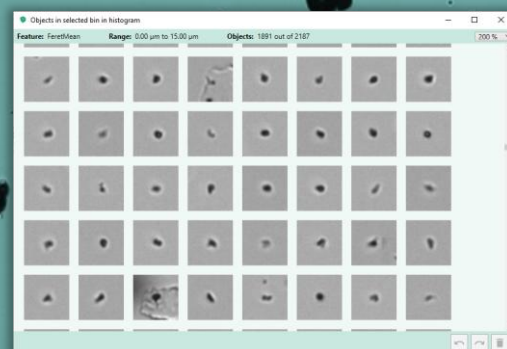 Objects in selected bin in histogram
Feature: FeretMean Range: 0.00 µm to 15.00 µm Objects: 1891 out of 2187 200 %